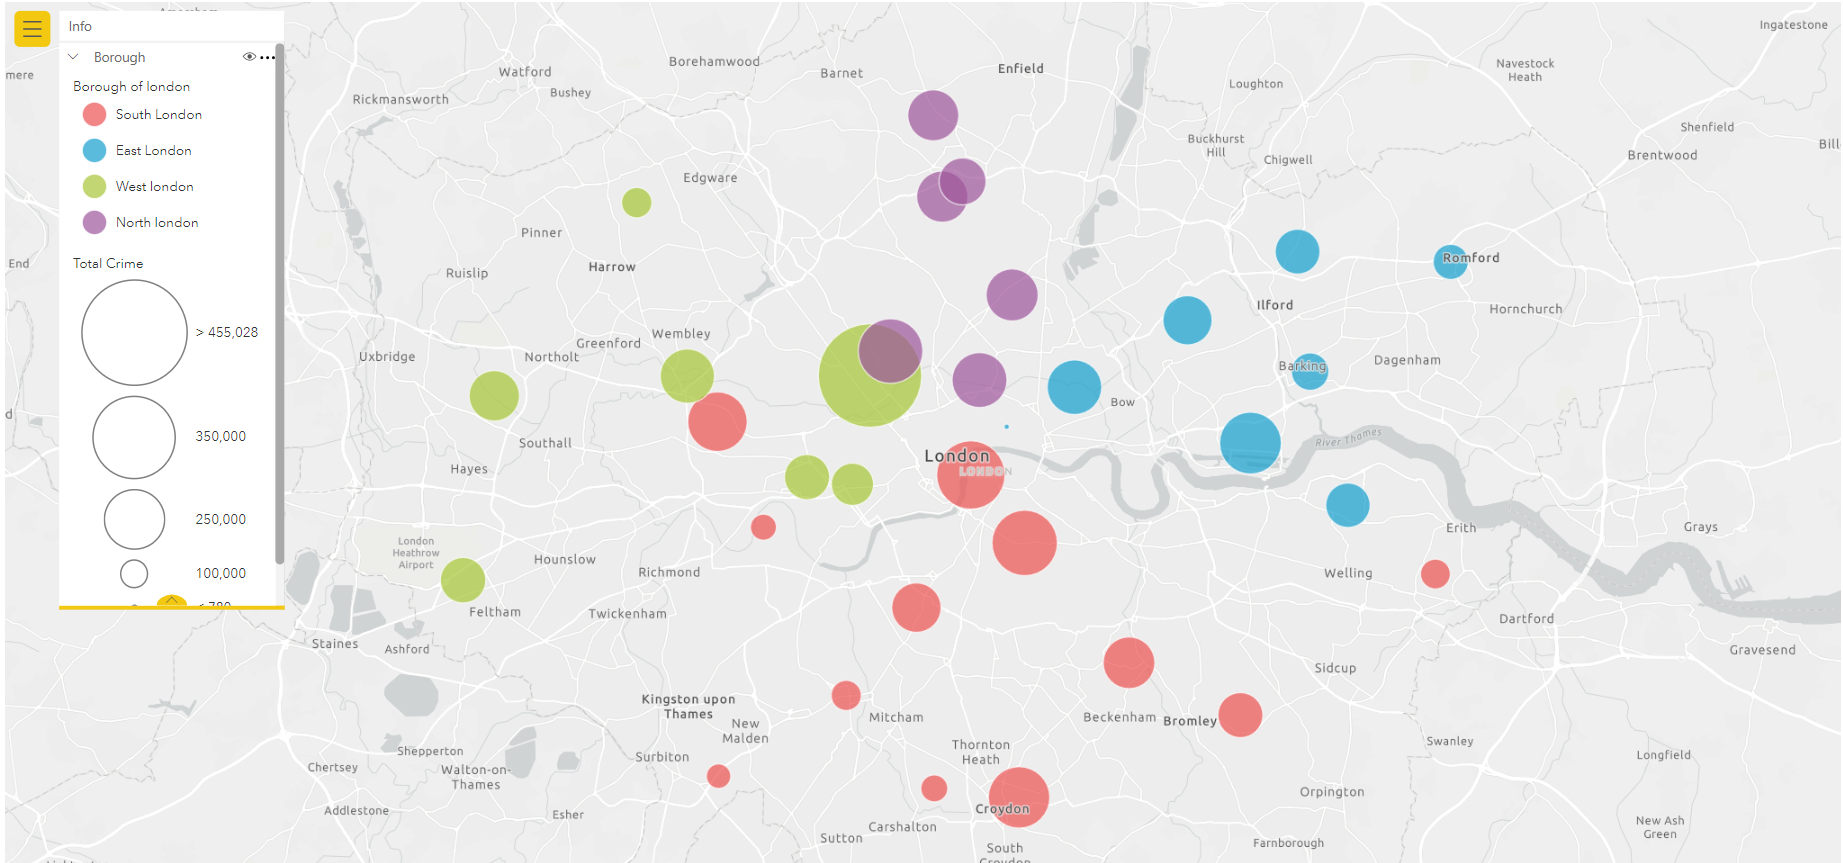 Info
Borough
Borough of london
South London
East London
West london
North london
Total Crime
> 455,028
350,000
250,000
100,000
< 780
mere
End
d
Ingatestone
Navestock
Heath
Borehamwood
Barnet
Enfield
Watford
Bushey
Rickmansworth
Loughton
Buckhurst
Hill
Chigwell
Shenfield
Brentwood
Bill
Edgware
Pinner
Harrow
Ruislip
Romford
Ilford
Hornchurch
Wembley
Greenford
Northolt
Uxbridge
Barking
Dagenham
Bow
Southall
Hayes
River Thames
London
LONDON
London
Heathrow
Airport
Hounslow
Richmond
Erith
Grays
Welling
Feltham
Twickenham
Dartford
Staines
Ashford
Gravesend
Sidcup
Kingston upon
Thames
New
Malden
Mitcham
Beckenham
Bromley
Swanley
Longfield
Shepperton
Chertsey
Walton-on-
Thames
Surbiton
Thornton
Heath
Orpington
Addlestone
Esher
Croydon
Carshalton
Sutton
South
Croydon
Farnborough
New Ash
Green